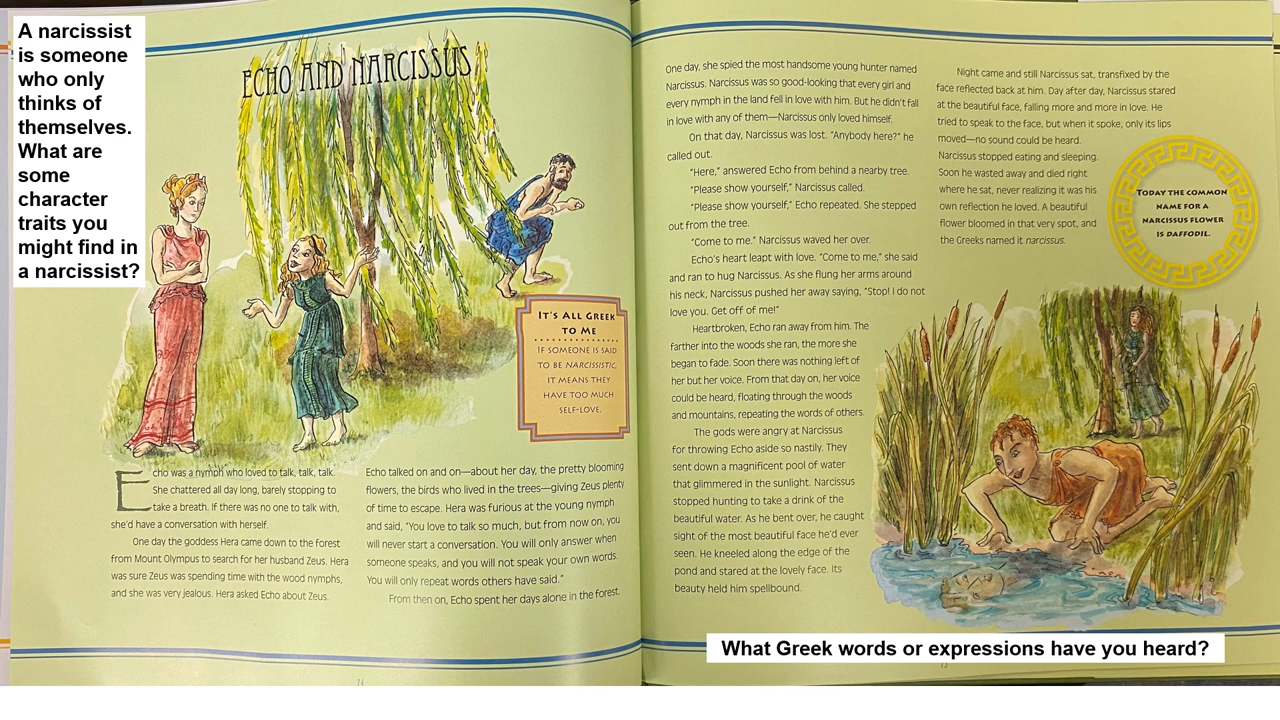 A narcissist
is someone
who only
thinks of
themselves.
What are
some
character
traits you
might find in
a narcissist?
ECHO AND NARCISSUS
IT'S ALL GREEK
TO ME
IF SOMEONE IS SAID
TO BE NARCISSISTIC,
IT MEANS THEY
HAVE TOO MUCH
SELF-LOVE.
Echo was a nymph who loved to talk, talk, talk.
She chattered all day long, barely stopping to
take a breath. If there was no one to talk with,
she'd have a conversation with herself.
One day the goddess Hera came down to the forest
from Mount Olympus to search for her husband Zeus. Hera
was sure Zeus was spending time with the wood nymphs,
and she was very jealous. Hera asked Echo about Zeus.
Echo talked on and on—about her day, the pretty blooming
flowers, the birds who lived in the trees—giving Zeus plenty
of time to escape. Hera was furious at the young nymph
and said, "You love to talk so much, but from now on, you
will never start a conversation. You will only answer when
someone speaks, and you will not speak your own words.
You will only repeat words others have said."
From then on, Echo spent her days alone in the forest.
74
One day, she spied the most handsome young hunter named
Narcissus. Narcissus was so good-looking that every girl and
every nymph in the land fell in love with him. But he didn't fall
in love with any of them—Narcissus only loved himself.
On that day, Narcissus was lost. "Anybody here?" he
called out.
"Here," answered Echo from behind a nearby tree.
"Please show yourself," Narcissus called.
"Please show yourself," Echo repeated. She stepped
out from the tree.
"Come to me," Narcissus waved her over.
Echo's heart leapt with love. "Come to me," she said
and ran to hug Narcissus. As she flung her arms around
his neck, Narcissus pushed her away saying, "Stop! I do not
love you. Get off of me!"
Heartbroken, Echo ran away from him. The
farther into the woods she ran, the more she
began to fade. Soon there was nothing left of
her but her voice. From that day on, her voice
could be heard, floating through the woods
and mountains, repeating the words of others.
The gods were angry at Narcissus
for throwing Echo aside so nastily. They
sent down a magnificent pool of water
that glimmered in the sunlight. Narcissus
stopped hunting to take a drink of the
beautiful water. As he bent over, he caught
sight of the most beautiful face he'd ever
seen. He kneeled along the edge of the
pond and stared at the lovely face. Its
beauty held him spellbound.
Night came and still Narcissus sat, transfixed by the
face reflected back at him. Day after day, Narcissus stared
at the beautiful face, falling more and more in love. He
tried to speak to the face, but when it spoke, only its lips
moved—no sound could be heard.
Narcissus stopped eating and sleeping.
Soon he was wasted away and died right
where he sat, never realizing it was his
own reflection he loved. A beautiful
flower bloomed in that very spot, and
the Greeks named it narcissus.
TODAY THE COMMON
NAME FOR A
NARCISSUS FLOWER
IS DAFFODIL.
What Greek words or expressions have you heard?